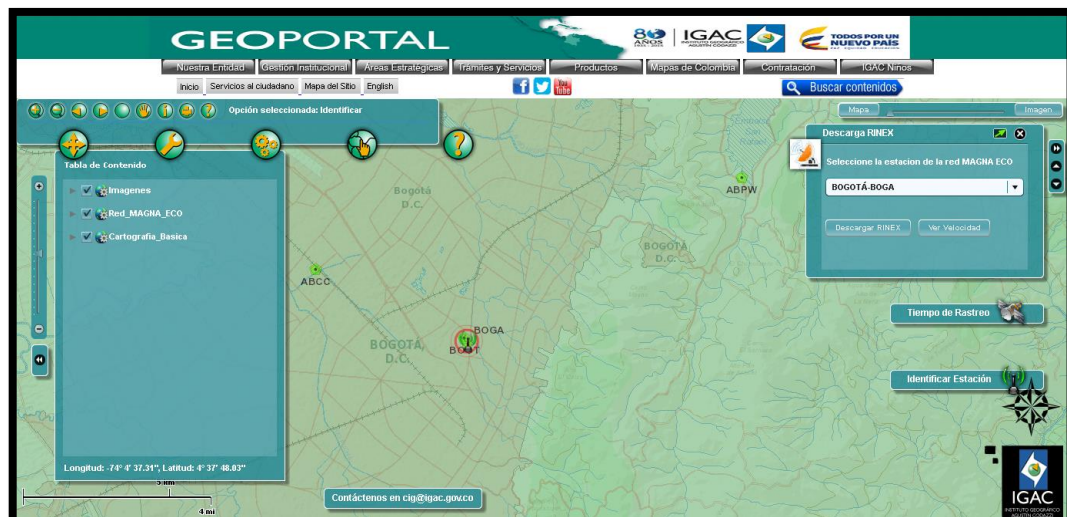 GEOPORTAL
80 AÑOS
IGAC
INSTITUTO GEOGRÁFICO
AGUSTÍN CODAZZI
TODOS POR UN
NUEVO PAÍS
PAZ EQUIDAD EDUCACIÓN
Nuestra Entidad
Gestión Institucional
Áreas Estratégicas
Trámites y Servicios
Productos
Mapas de Colombia
Contratación
IGAC Niños
Inicio
Servicios al ciudadano
Mapa del Sitio
English
You Tube
Buscar contenidos
Opción seleccionada: Identificar
Mapa
Imagen
Descarga RINEX
Seleccione la estacion de la red MAGNA ECO
BOGOTÁ-BOGA
Descargar RINEX
Ver Velocidad
Tabla de Contenido
Imagenes
Red_MAGNA_ECO
Cartografia_Basica
Bogotá
D.C.
ABPW
BOGOTÁ
D.C.
ABCC
BOGA
BOGOTÁ,
D.C.
Tiempo de Rastreo
Identificar Estación
Longitud: -74° 4' 37.31", Latitud: 4° 37' 48.03"
5 km
4 mi
Contáctenos en cig@igac.gov.co
IGAC
INSTITUTO GEOGRÁFICO
AGUSTÍN CODAZZI